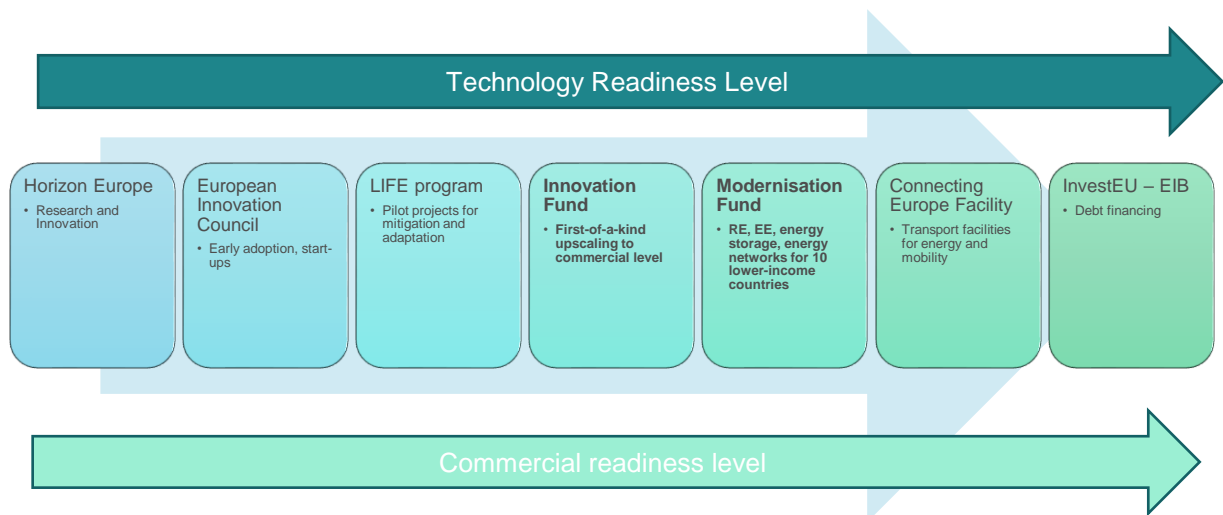 Technology Readiness Level
Horizon Europe
• Research and
Innovation
European
Innovation
Council
• Early adoption, start-
ups
LIFE program
• Pilot projects for
mitigation and
adaptation
Innovation
Fund
• First-of-a-kind
upscaling to
commercial level
Modernisation
Fund
• RE, EE, energy
storage, energy
networks for 10
lower-income
countries
Connecting
Europe Facility
• Transport facilities
for energy and
mobility
InvestEU – EIB
• Debt financing
Commercial readiness level